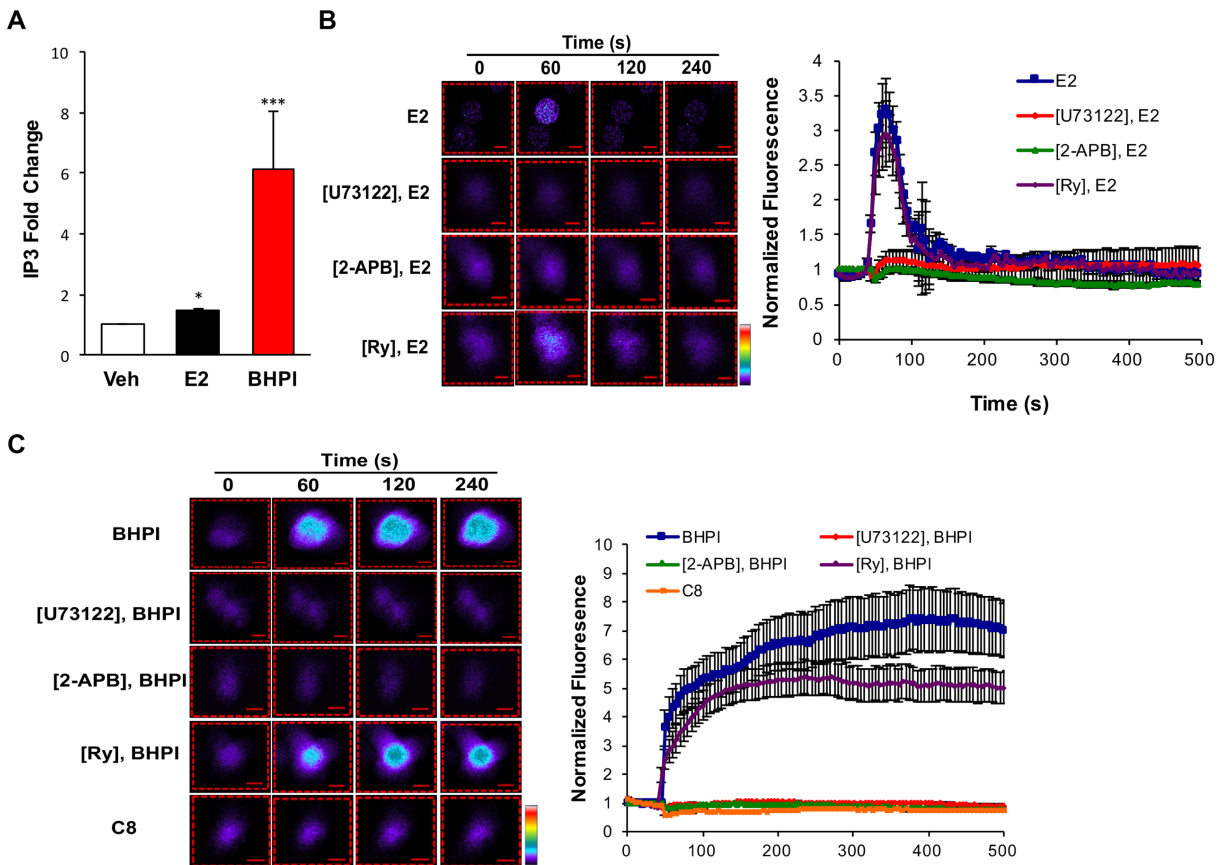 A
IP3 Fold Change
10
8
6
4
2
0
*
***
Veh E2 BHPI
B
Time (s)
0 60 120 240
E2
[U73122], E2
[2-APB], E2
[Ry], E2
Normalized Fluorescence
4
3.5
3
2.5
2
1.5
1
0.5
0
0 100 200 300 400 500
Time (s)
E2
[U73122], E2
[2-APB], E2
[Ry], E2
C
Time (s)
0 60 120 240
BHPI
[U73122], BHPI
[2-APB], BHPI
[Ry], BHPI
C8
Normalized Fluoresence
BHPI [U73122], BHPI
[2-APB], BHPI [Ry], BHPI
C8
10
9
8
7
6
5
4
3
2
1
0
0 100 200 300 400 500